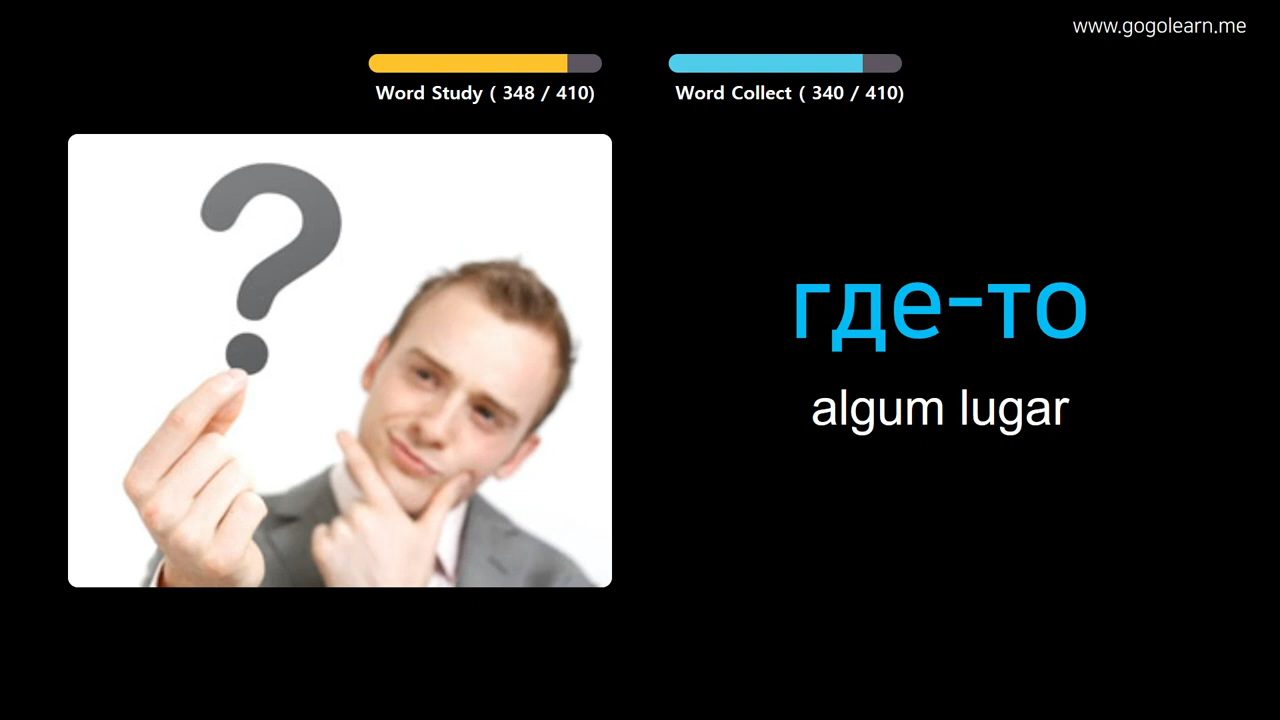 www.gogolearn.me
Word Study ( 348 / 410)
Word Collect ( 340 / 410)
?
где-то
algum lugar